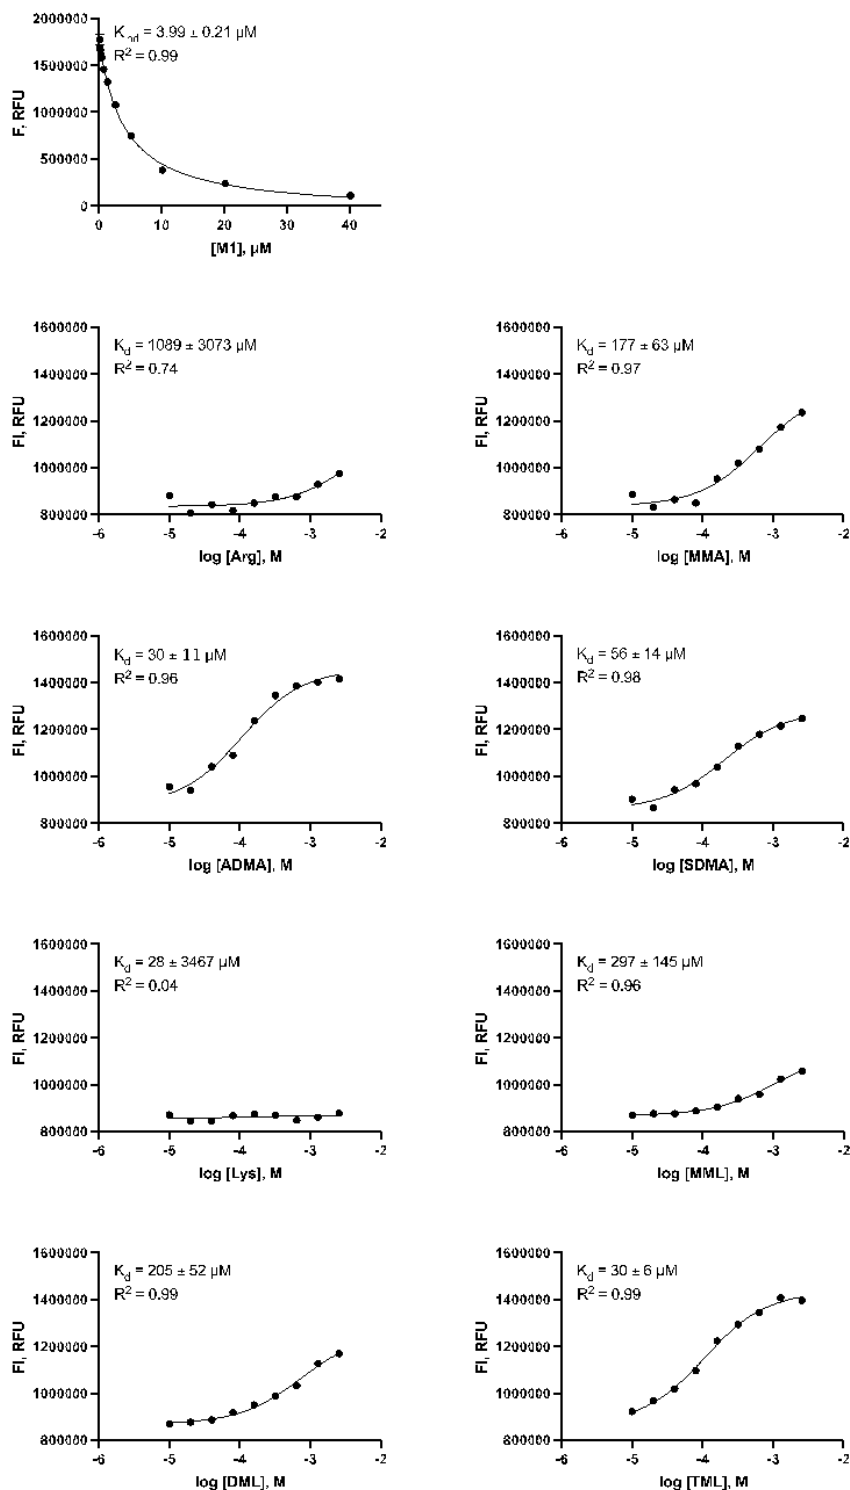 2000000
1500000
1000000
500000
0
F, RFU
K_nd = 3.99 ± 0.21 µM
R² = 0.99
0 10 20 30 40
[M1], µM
1600000
1400000
1200000
1000000
800000
FI, RFU
K_d = 1089 ± 3073 µM
R² = 0.74
-6 -5 -4 -3 -2
log [Arg], M
1600000
1400000
1200000
1000000
800000
FI, RFU
K_d = 177 ± 63 µM
R² = 0.97
-6 -5 -4 -3 -2
log [MMA], M
1600000
1400000
1200000
1000000
800000
FI, RFU
K_d = 30 ± 11 µM
R² = 0.96
-6 -5 -4 -3 -2
log [ADMA], M
1600000
1400000
1200000
1000000
800000
FI, RFU
K_d = 56 ± 14 µM
R² = 0.98
-6 -5 -4 -3 -2
log [SDMA], M
1600000
1400000
1200000
1000000
800000
FI, RFU
K_d = 28 ± 3467 µM
R² = 0.04
-6 -5 -4 -3 -2
log [Lys], M
1600000
1400000
1200000
1000000
800000
FI, RFU
K_d = 297 ± 145 µM
R² = 0.96
-6 -5 -4 -3 -2
log [MML], M
1600000
1400000
1200000
1000000
800000
FI, RFU
K_d = 205 ± 52 µM
R² = 0.99
-6 -5 -4 -3 -2
log [DML], M
1600000
1400000
1200000
1000000
800000
FI, RFU
K_d = 30 ± 6 µM
R² = 0.99
-6 -5 -4 -3 -2
log [TML], M